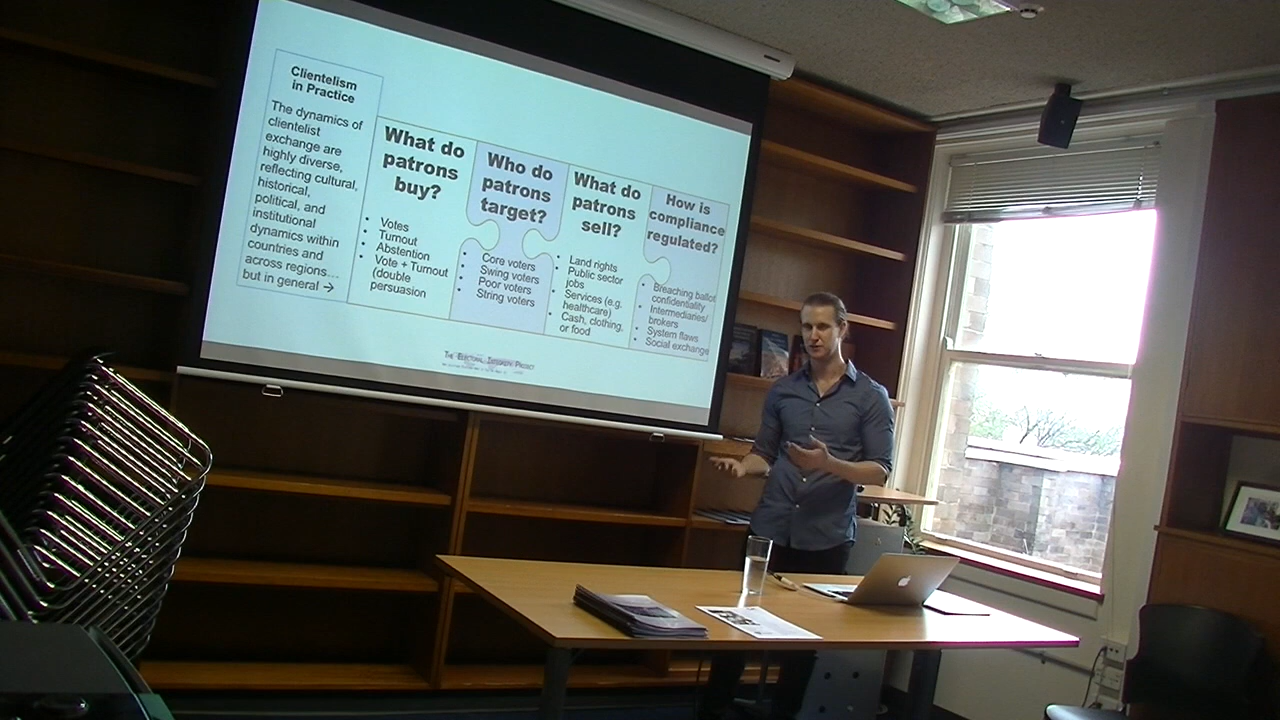 Clientelism
in Practice
The dynamics of
clientelist
exchange are
highly diverse,
reflecting cultural,
historical,
political, and
institutional
dynamics within
countries and
across regions…
but in general →
What do
patrons
buy?
• Votes
• Turnout
• Abstention
• Vote + Turnout
(double
persuasion
Who do
patrons
target?
• Core voters
• Swing voters
• Poor voters
• String voters
What do
patrons
sell?
• Land rights
• Public sector
jobs
• Services (e.g.
healthcare)
• Cash, clothing,
or food
How is
compliance
regulated?
• Breaching ballot
confidentiality
• Intermediaries/
brokers
• System flaws
• Social exchange
The Electoral Integrity Project